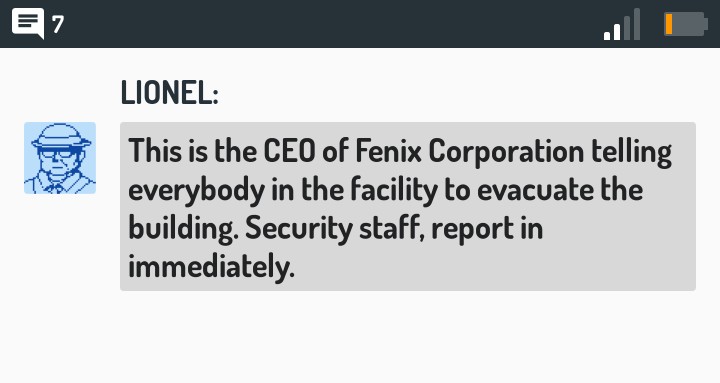 7
LIONEL:
This is the CEO of Fenix Corporation telling
everybody in the facility to evacuate the
building. Security staff, report in
immediately.